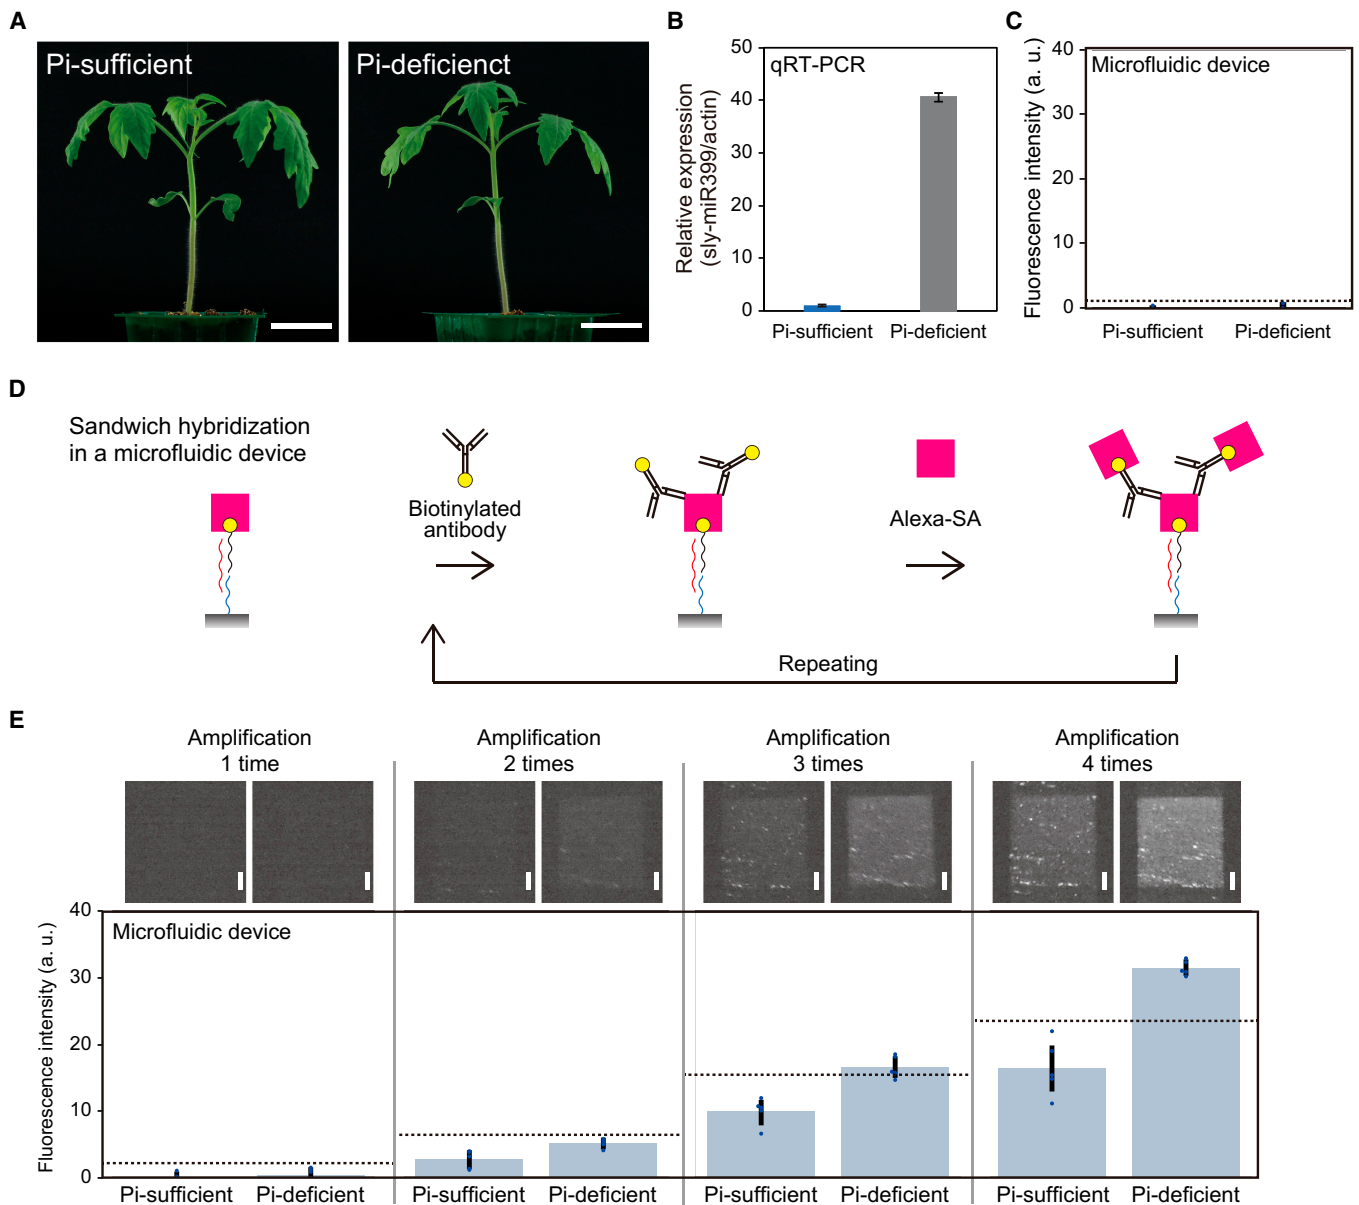 A
Pi-sufficient
Pi-deficienct
B
50
40
30
20
10
0
Relative expression
(sly-miR399/actin)
qRT-PCR
Pi-sufficient
Pi-deficient
C
40
30
20
10
0
Fluorescence intensity (a. u.)
Microfluidic device
Pi-sufficient
Pi-deficient
D
Sandwich hybridization
in a microfluidic device
Biotinylated
antibody
Alexa-SA
Repeating
E
Amplification
1 time
Amplification
2 times
Amplification
3 times
Amplification
4 times
40
30
20
10
0
Fluorescence intensity (a. u.)
Microfluidic device
Pi-sufficient
Pi-deficient
Pi-sufficient
Pi-deficient
Pi-sufficient
Pi-deficient
Pi-sufficient
Pi-deficient